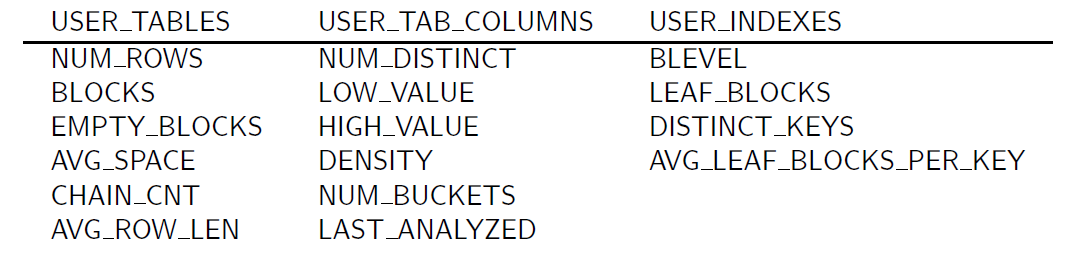 USER_TABLES USER_TAB_COLUMNS USER_INDEXES
NUM_ROWS NUM_DISTINCT BLEVEL
BLOCKS LOW_VALUE LEAF_BLOCKS
EMPTY_BLOCKS HIGH_VALUE DISTINCT_KEYS
AVG_SPACE DENSITY AVG_LEAF_BLOCKS_PER_KEY
CHAIN_CNT NUM_BUCKETS
AVG_ROW_LEN LAST_ANALYZED